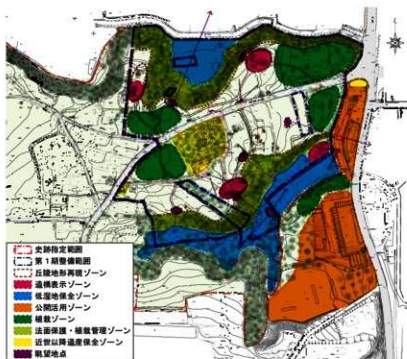 史跡指定範囲
第1期整備範囲
丘陵地形再現ゾーン
遺構表示ゾーン
低湿地保全ゾーン
公開活用ゾーン
植栽ゾーン
法面保護・植栽管理ゾーン
近世以降遺産保全ゾーン
眺望地点